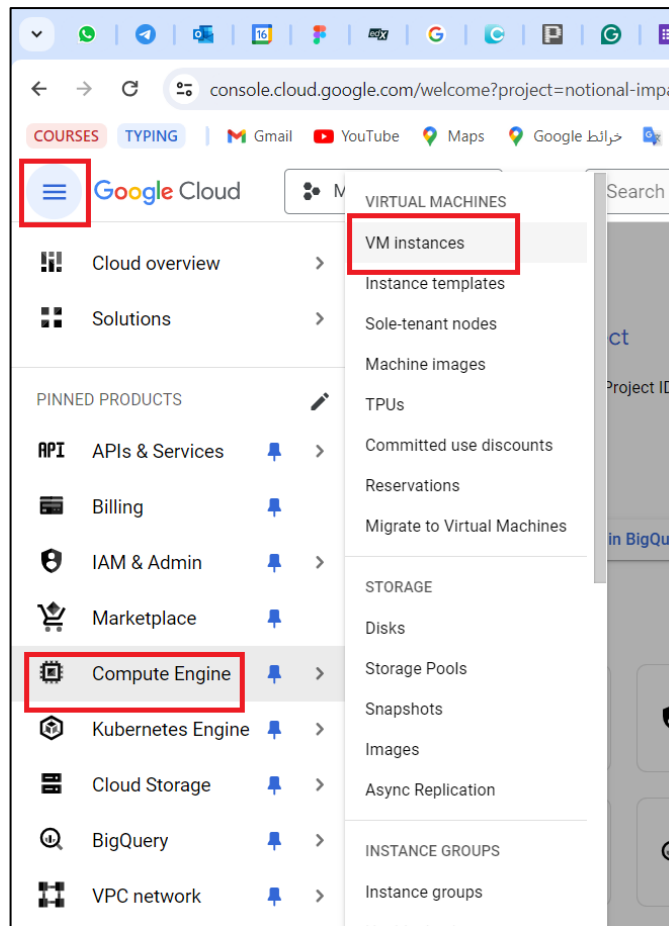 16
console.cloud.google.com/welcome?project=notional-impa
COURSES TYPING Gmail YouTube Maps خرائط Google
Google Cloud M Search
Cloud overview
Solutions
PINNED PRODUCTS
API APIs & Services
Billing
IAM & Admin
Marketplace
Compute Engine
Kubernetes Engine
Cloud Storage
BigQuery
VPC network
VIRTUAL MACHINES
VM instances
Instance templates
Sole-tenant nodes
Machine images
TPUs
Committed use discounts
Reservations
Migrate to Virtual Machines
STORAGE
Disks
Storage Pools
Snapshots
Images
Async Replication
INSTANCE GROUPS
Instance groups
ct
Project ID
in BigQu